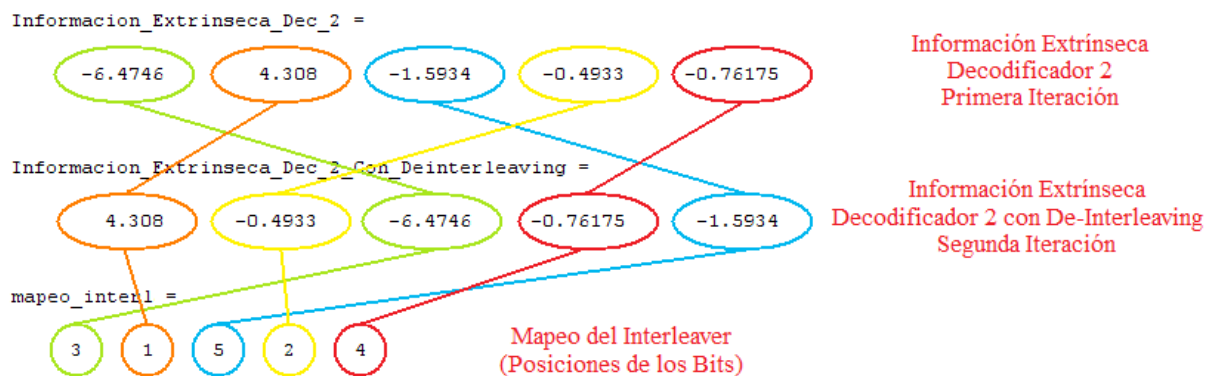 Informacion_Extrinseca_Dec_2 =
-6.4746 4.308 -1.5934 -0.4933 -0.76175
Información Extrínseca
Decodificador 2
Primera Iteración
Informacion_Extrinseca_Dec_2_Con_Deinterleaving =
4.308 -0.4933 -6.4746 -0.76175 -1.5934
Información Extrínseca
Decodificador 2 con De-Interleaving
Segunda Iteración
mapeo_interl =
3 1 5 2 4
Mapeo del Interleaver
(Posiciones de los Bits)